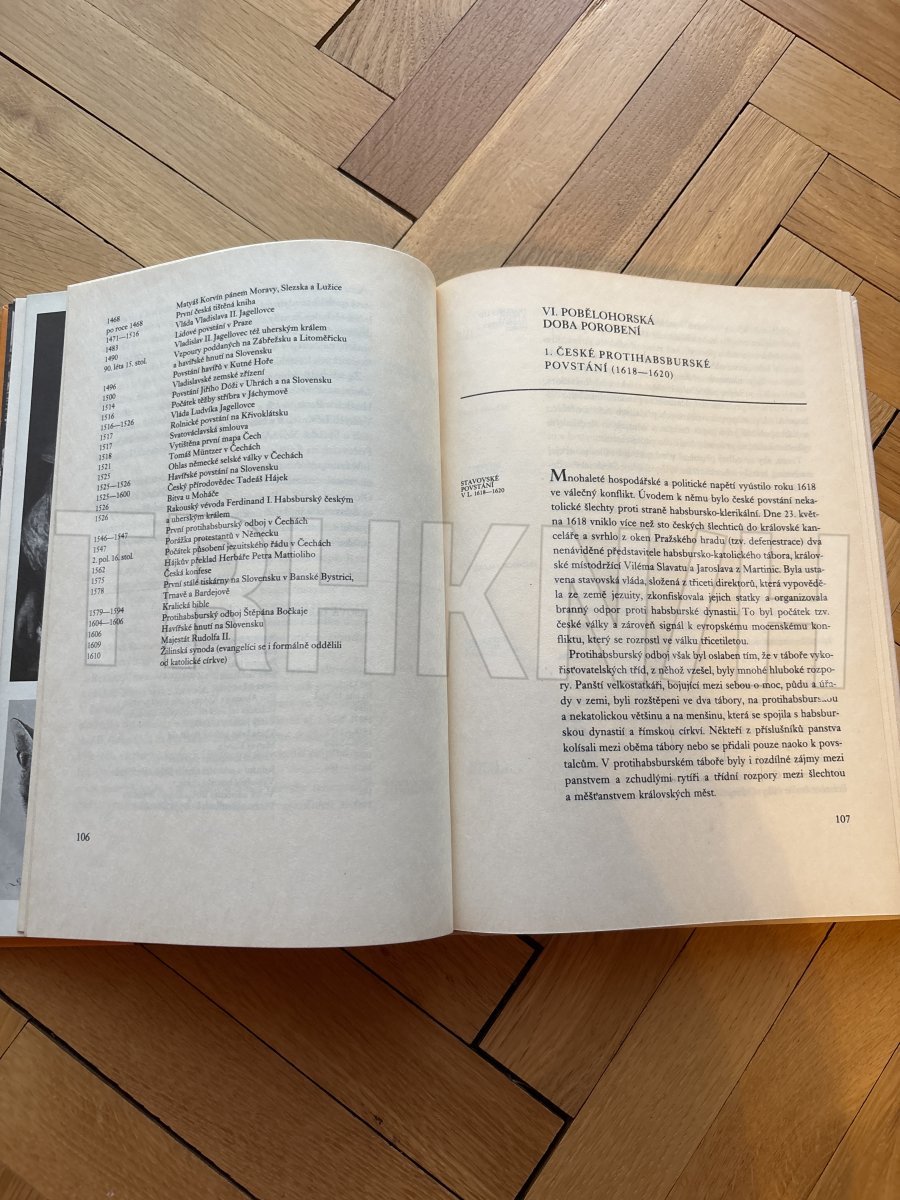 1468 Matyáš Korvín pánem Moravy, Slezska a Lužice
po roce 1468 První česká tištěná kniha
1471—1516 Vláda Vladislava II. Jagellovce
1483 Lidové povstání v Praze
1490 Vladislav II. Jagellovec též uherským králem
90. léta 15. stol. Vzpoury poddaných na Zábřežsku a Litoměřicku
a havířské hnutí na Slovensku
1496 Povstání havířů v Kutné Hoře
1500 Vladislavské zemské zřízení
1514 Povstání Jiřího Dóži v Uhrách a na Slovensku
1516 Počátek těžby stříbra v Jáchymově
1516—1526 Vláda Ludvíka Jagellovce
1517 Rolnické povstání na Křivoklátsku
1517 Svatováclavská smlouva
1518 Vytištěna první mapa Čech
1521 Tomáš Müntzer v Čechách
1525 Ohlas německé selské války v Čechách
1525—1526 Havířské povstání na Slovensku
1525—1600 Český přírodovědec Tadeáš Hájek
1526 Bitva u Moháče
1526 Rakouský vévoda Ferdinand I. Habsburský českým
a uherským králem
1546—1547 První protihabsburský odboj v Čechách
1547 Porážka protestantů v Německu
2. pol. 16. stol. Počátek působení jezuitského řádu v Čechách
1562 Hájkův překlad Herbáře Petra Mattioliho
1575 Česká konfese
1578 První stálé tiskárny na Slovensku v Banské Bystrici,
Trnavě a Bardejově
1579—1594 Kralická bible
1604—1606 Protihabsburský odboj Štěpána Bočkaje
1606 Havířské hnutí na Slovensku
1609 Majestát Rudolfa II.
1610 Žilinská synoda (evangelíci se i formálně oddělili
od katolické církve)
106
VI. POBĚLOHORSKÁ
DOBA POROBENÍ
1. ČESKÉ PROTIHABSBURSKÉ
POVSTÁNÍ (1618—1620)
STAVOVSKÉ
POVSTÁNÍ
V L. 1618—1620
Mnohaleté hospodářské a politické napětí vyústilo roku 1618
ve válečný konflikt. Úvodem k němu bylo české povstání neka-
tolické šlechty proti straně habsbursko-klerikální. Dne 23. květ-
na 1618 vniklo více než sto českých šlechticů do královské kan-
celáře a svrhlo z oken Pražského hradu (tzv. defenestrace) dva
nenáviděné představitele habsbursko-katolického tábora, králov-
ské místodržící Viléma Slavatu a Jaroslava z Martinic. Byla usta-
vena stavovská vláda, složená z třiceti direktorů, která vypovědě-
la ze země jezuity, zkonfiskovala jejich statky a organizovala
branný odpor proti habsburské dynastii. To byl počátek tzv.
české války a zároveň signál k evropskému mocenskému kon-
fliktu, který se rozrostl ve válku třicetiletou.
Protihabsburský odboj však byl oslaben tím, že v táboře vyko-
řisťovatelských tříd, z něhož vzešel, byly mnohé hluboké rozpo-
ry. Panští velkostatkáři, bojující mezi sebou o moc, půdu a úřa-
dy v zemi, byli rozštěpeni ve dva tábory, na protihabsburskou
a nekatolickou většinu a na menšinu, která se spojila s habsbur-
skou dynastií a římskou církví. Někteří z příslušníků panstva
kolísali mezi oběma tábory nebo se přidali pouze naoko k povs-
talcům. V protihabsburském táboře byly i rozdílné zájmy mezi
panstvem a zchudlými rytíři a třídní rozpory mezi šlechtou
a měšťanstvem královských měst.
107